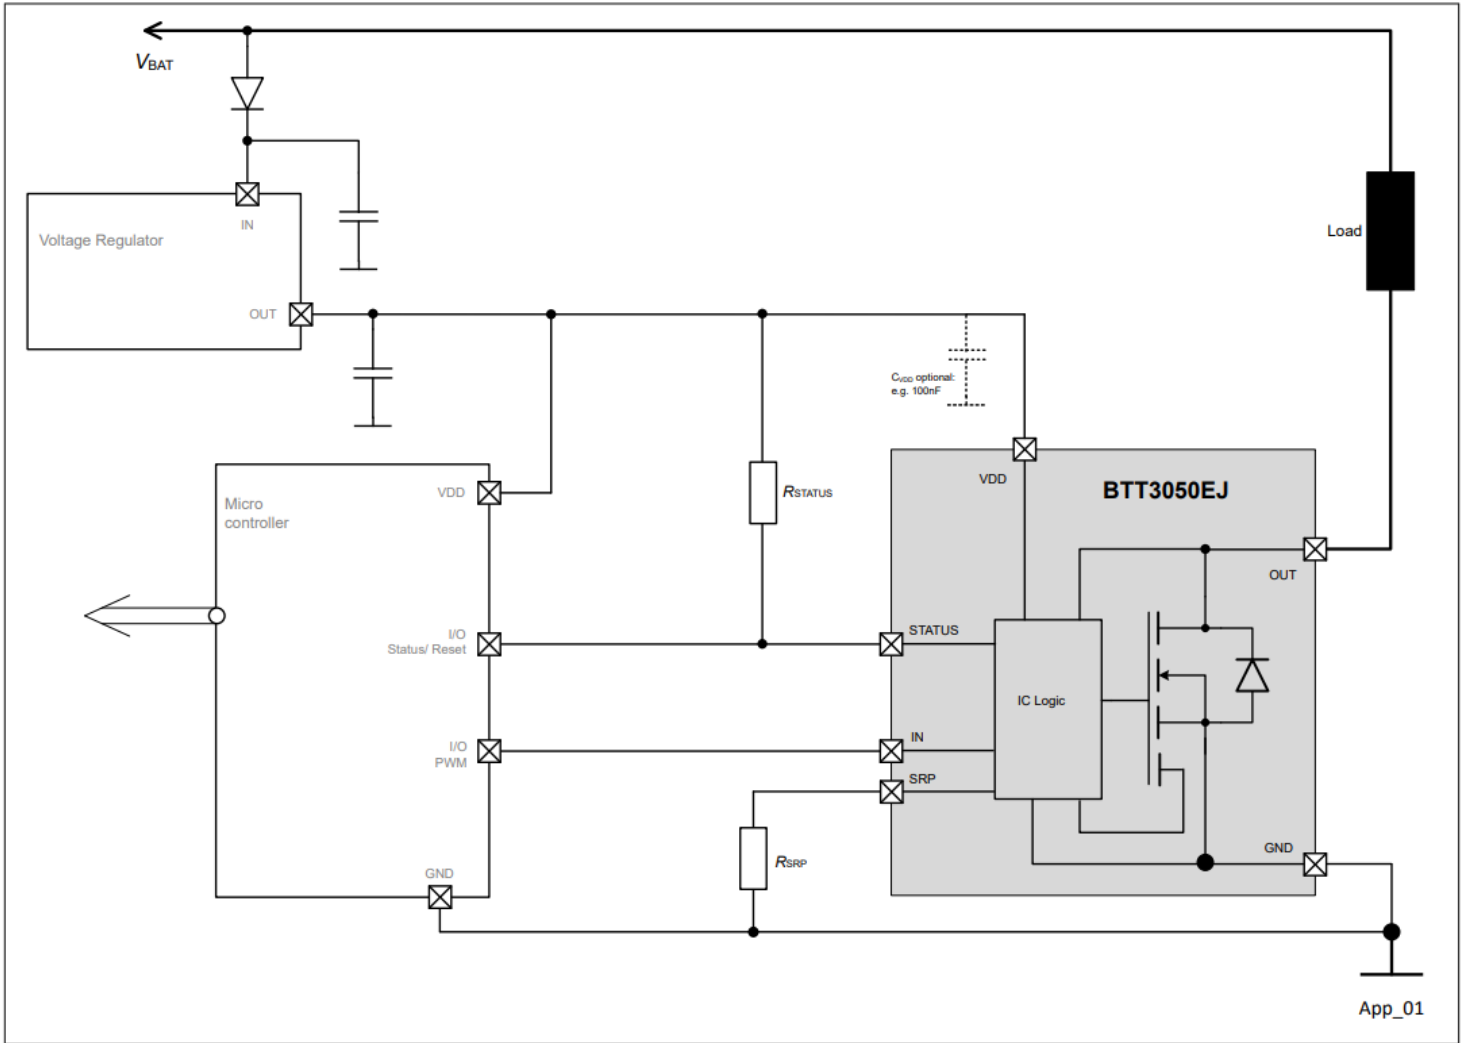 VBAT
IN
Voltage Regulator
OUT
Load
CVDD optional:
e.g. 100nF
VDD
BTT3050EJ
VDD
Micro
controller
RSTATUS
OUT
STATUS
I/O
Status/ Reset
IC Logic
IN
I/O
PWM
SRP
RSRP
GND
GND
App_01